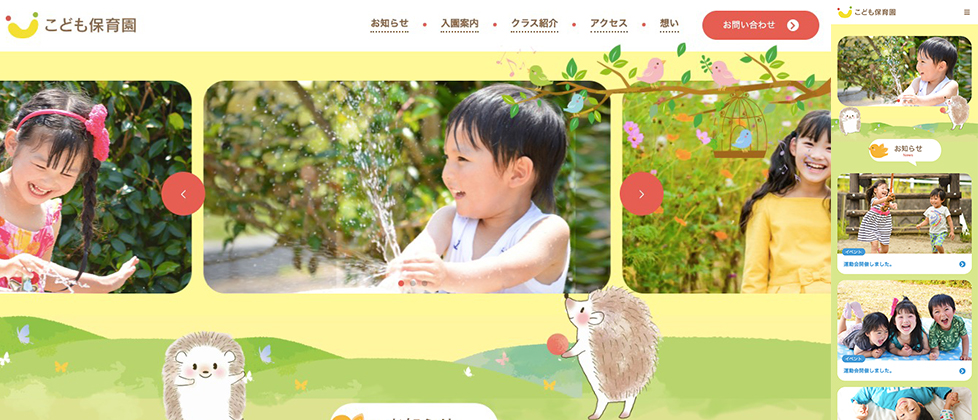 こども保育園
お知らせ
入園案内
クラス紹介
アクセス
想い
お問い合わせ
こども保育園
お知らせ
イベント
運動会開催しました。
イベント
運動会開催しました。